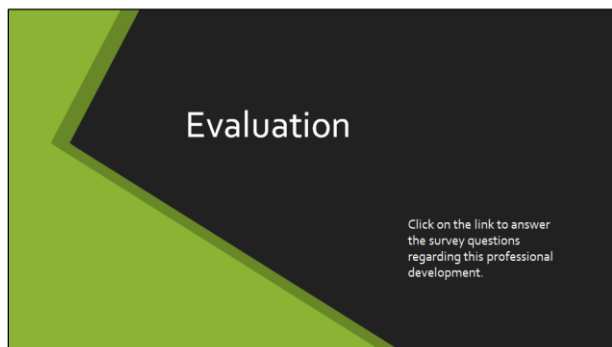 Evaluation
Click on the link to answer
the survey questions
regarding this professional
development.